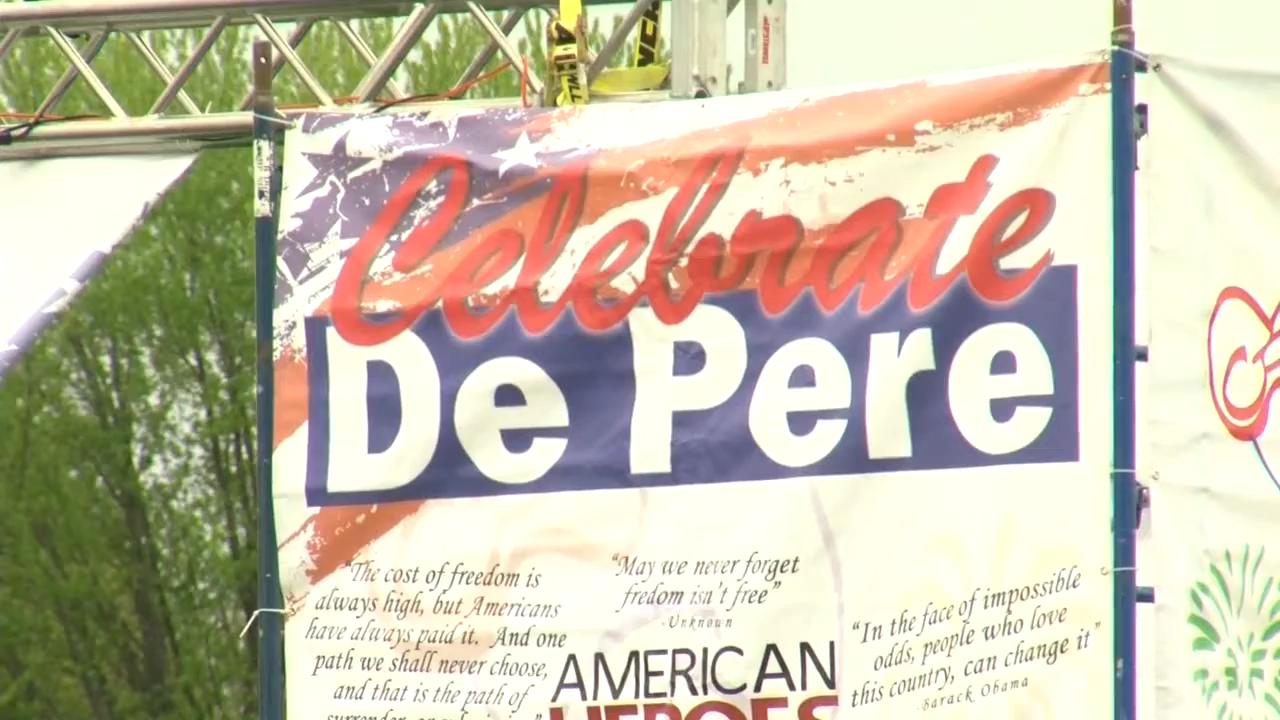 Celebrate
De Pere
"The cost of freedom is
always high, but Americans
have always paid it. And one
path we shall never choose,
and that is the path of
"May we never forget
fredom isn't free"
-Unknoun
AMERICAN
HEROES
"In the face of impossible
odds, people who love
this country, can change it"
-Barack Obama